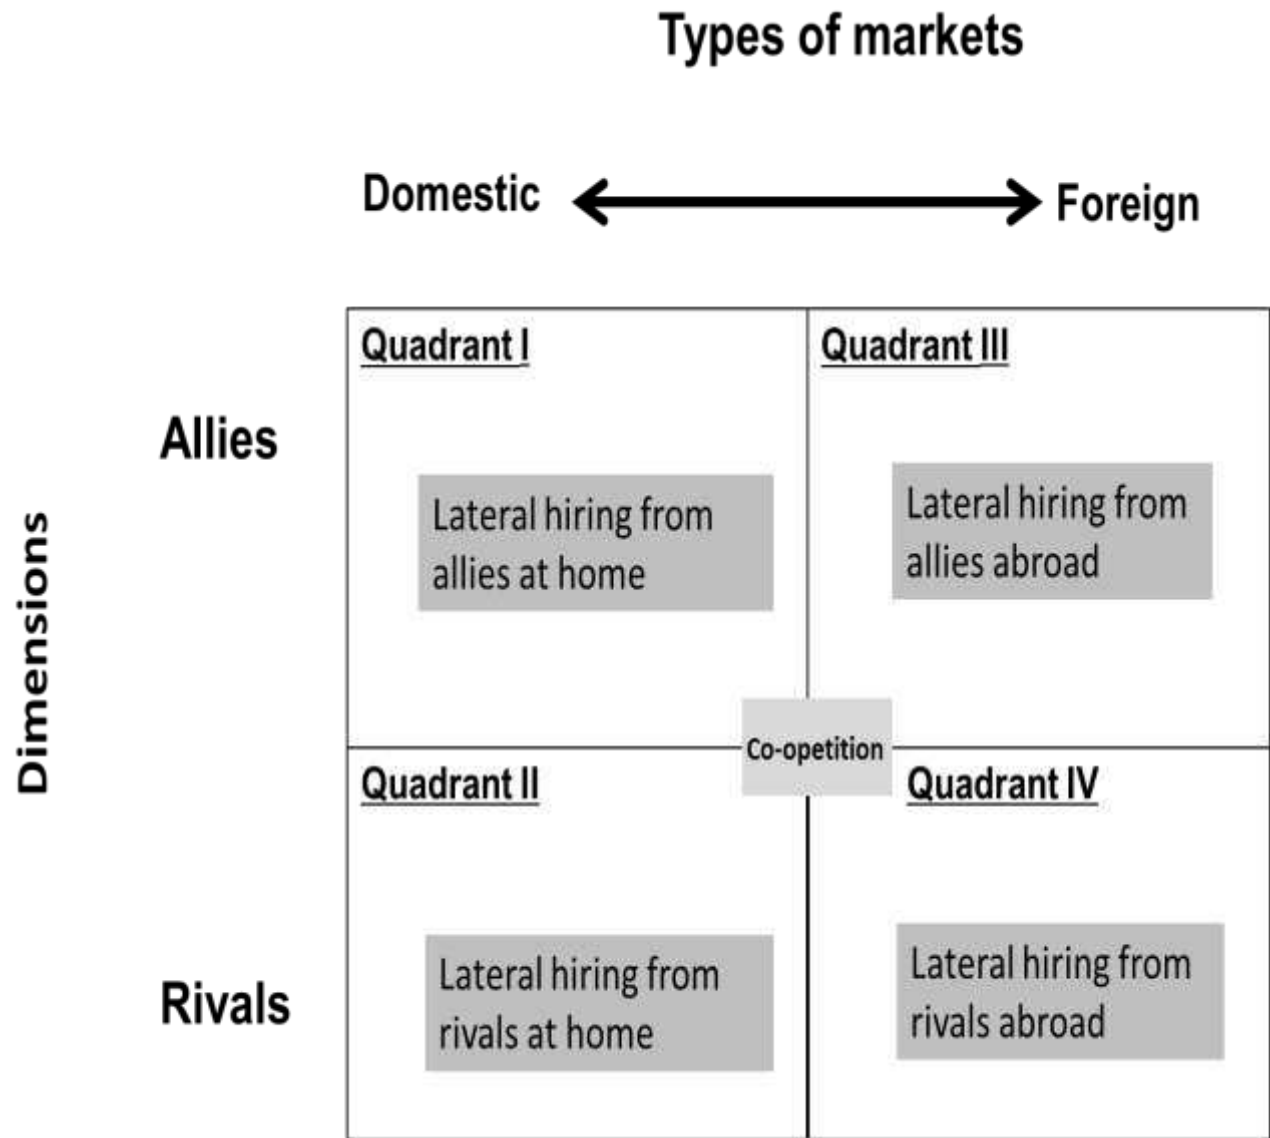 Types of markets
Domestic
Foreign
Quadrant I
Quadrant III
Allies
Lateral hiring from
allies at home
Lateral hiring from
allies abroad
Dimensions
Co-opetition
Quadrant II
Quadrant IV
Rivals
Lateral hiring from
rivals at home
Lateral hiring from
rivals abroad